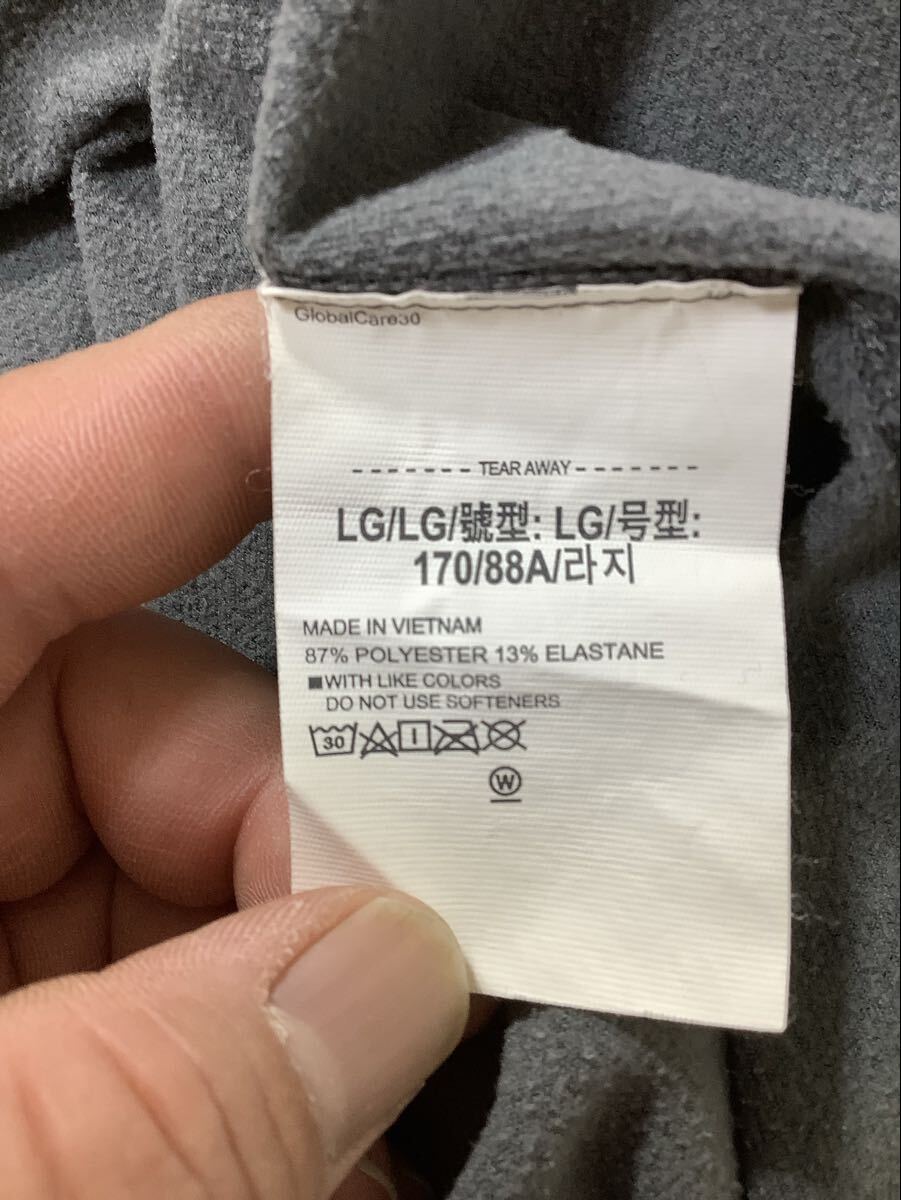 GlobalCare30
TEAR AWAY
LG/LG/號型: LG/号型:
170/88A/라지
MADE IN VIETNAM
87% POLYESTER 13% ELASTANE
WITH LIKE COLORS
DO NOT USE SOFTENERS
30
W